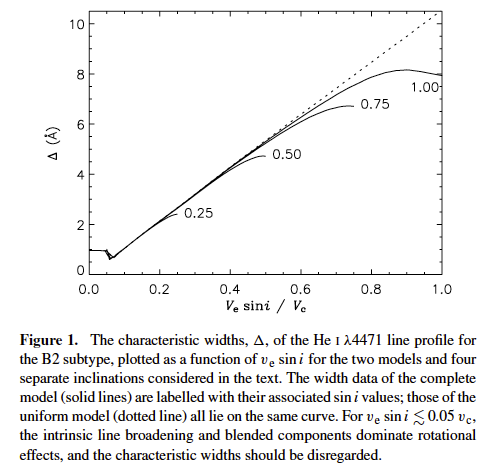 10
8
6
4
2
0
Δ (Å)
1.00
0.75
0.50
0.25
0.0 0.2 0.4 0.6 0.8 1.0
Ve sini / Vc
Figure 1. The characteristic widths, Δ, of the He I λ4471 line profile for
the B2 subtype, plotted as a function of ve sin i for the two models and four
separate inclinations considered in the text. The width data of the complete
model (solid lines) are labelled with their associated sin i values; those of the
uniform model (dotted line) all lie on the same curve. For ve sin i ≲ 0.05 vc,
the intrinsic line broadening and blended components dominate rotational
effects, and the characteristic widths should be disregarded.